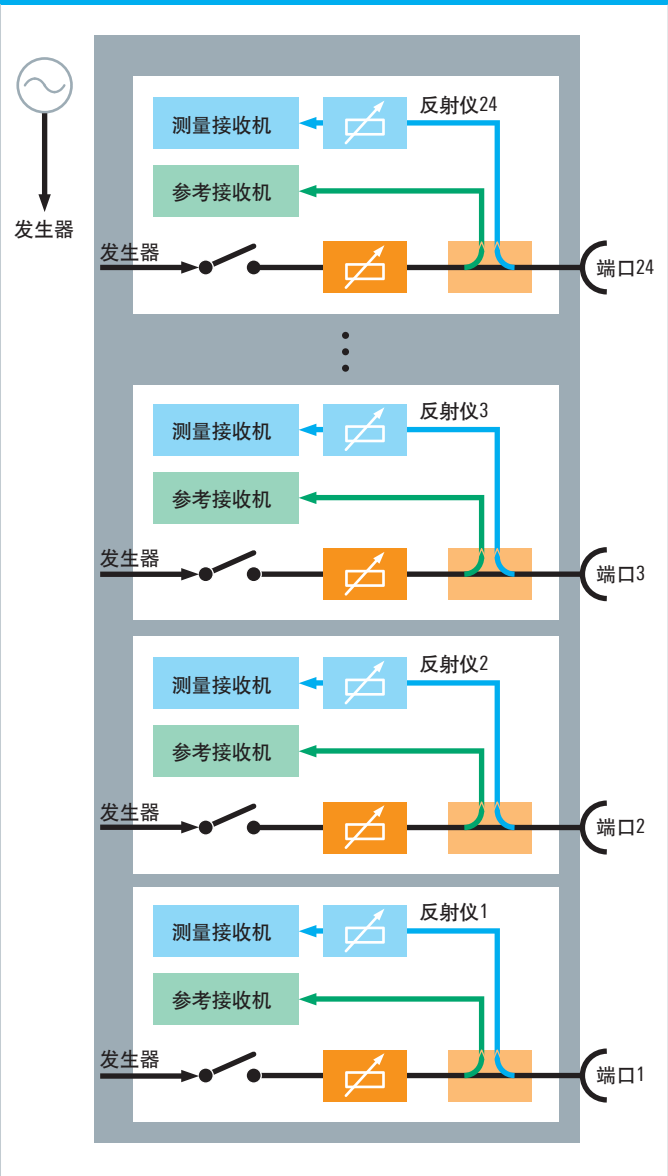 反射仪24
测量接收机
参考接收机
发生器
发生器
端口24
反射仪3
测量接收机
参考接收机
发生器
端口3
反射仪2
测量接收机
参考接收机
发生器
端口2
反射仪1
测量接收机
参考接收机
发生器
端口1